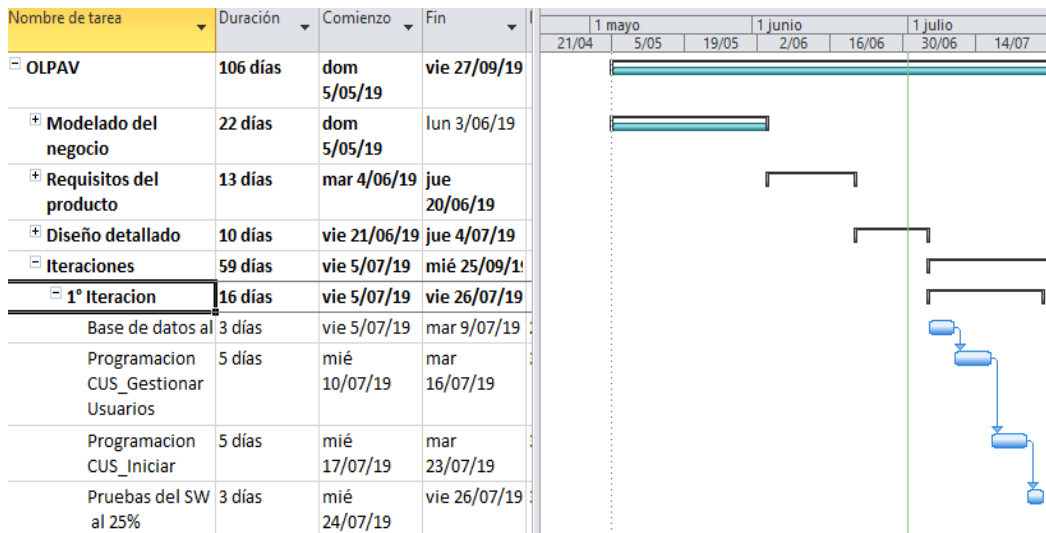 Nombre de tarea Duración Comienzo Fin
1 mayo 1 junio 1 julio
21/04 5/05 19/05 2/06 16/06 30/06 14/07
OLPAV 106 días dom vie 27/09/19
5/05/19
Modelado del 22 días dom lun 3/06/19
negocio 5/05/19
Requisitos del 13 días mar 4/06/19 jue
producto 20/06/19
Diseño detallado 10 días vie 21/06/19 jue 4/07/19
Iteraciones 59 días vie 5/07/19 mié 25/09/19
1° Iteracion 16 días vie 5/07/19 vie 26/07/19
Base de datos al 3 días vie 5/07/19 mar 9/07/19
Programacion 5 días mié mar
CUS_Gestionar 10/07/19 16/07/19
Usuarios
Programacion 5 días mié mar
CUS_Iniciar 17/07/19 23/07/19
Pruebas del SW 3 días mié vie 26/07/19
al 25% 24/07/19